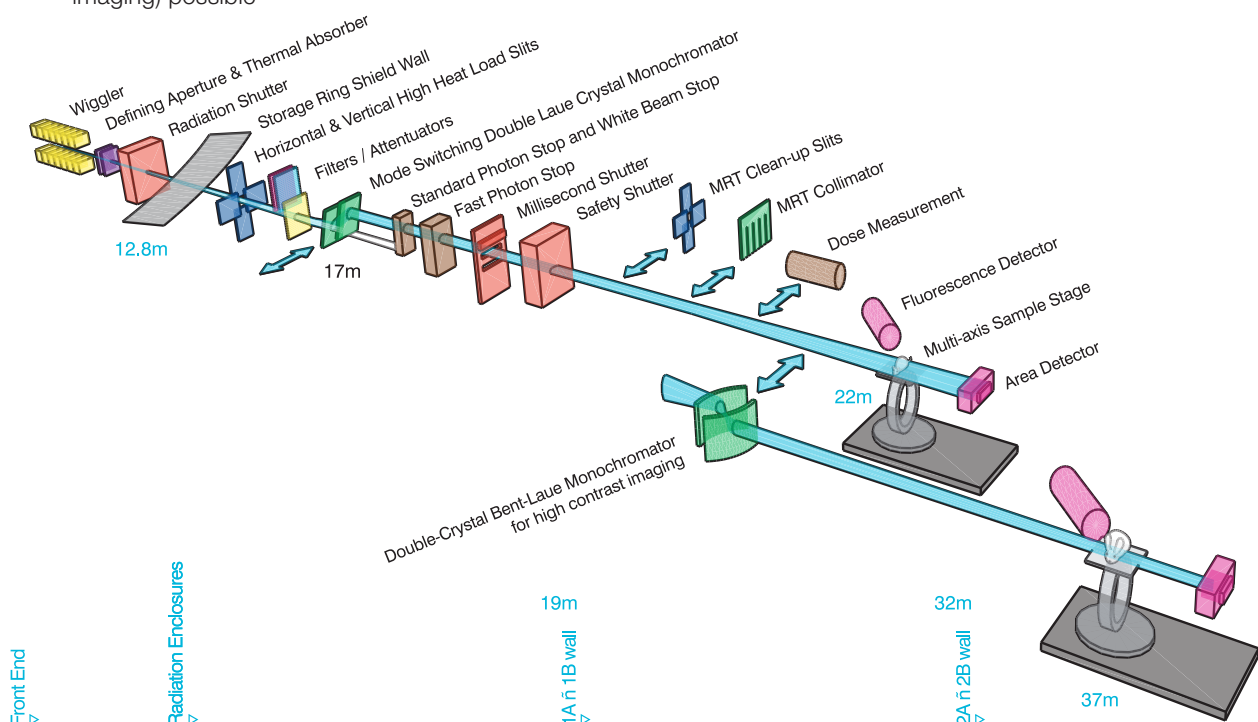 imaging) possible
Wiggler
Defining Aperture & Thermal Absorber
Radiation Shutter
Storage Ring Shield Wall
Horizontal & Vertical High Heat Load Slits
Filters / Attentuators
Mode Switching Double Laue Crystal Monochromator
Standard Photon Stop and White Beam Stop
Fast Photon Stop
Millisecond Shutter
Safety Shutter
MRT Clean-up Slits
MRT Collimator
Dose Measurement
Fluorescence Detector
Multi-axis Sample Stage
Area Detector
12.8m
17m
22m
Double-Crystal Bent-Laue Monochromator
for high contrast imaging
19m
32m
37m
Front End
Radiation Enclosures
1A ñ 1B wall
2A ñ 2B wall